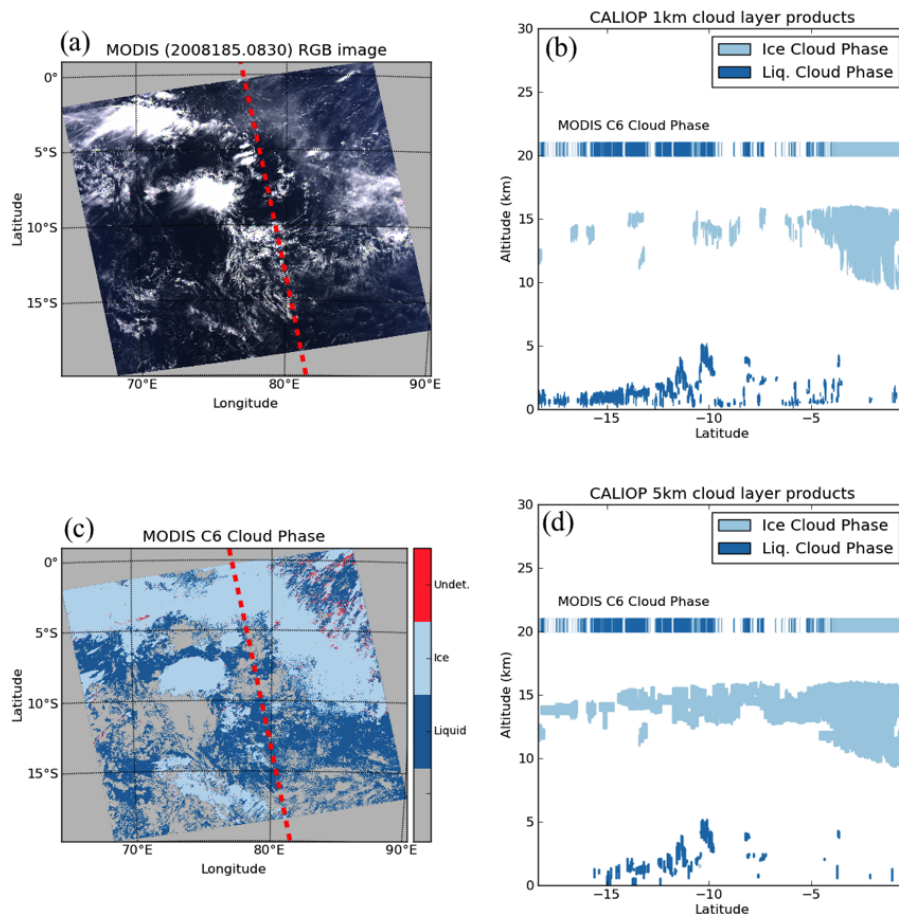 (a)
MODIS (2008185.0830) RGB image
0°
5°S
10°S
15°S
Latitude
70°E
80°E
90°E
Longitude
(b)
CALIOP 1km cloud layer products
Ice Cloud Phase
Liq. Cloud Phase
MODIS C6 Cloud Phase
30
25
20
15
10
5
0
Altitude (km)
−15
−10
−5
Latitude
(c)
MODIS C6 Cloud Phase
0°
5°S
10°S
15°S
Latitude
70°E
80°E
90°E
Longitude
Undet.
Ice
Liquid
(d)
CALIOP 5km cloud layer products
Ice Cloud Phase
Liq. Cloud Phase
MODIS C6 Cloud Phase
30
25
20
15
10
5
0
Altitude (km)
−15
−10
−5
Latitude